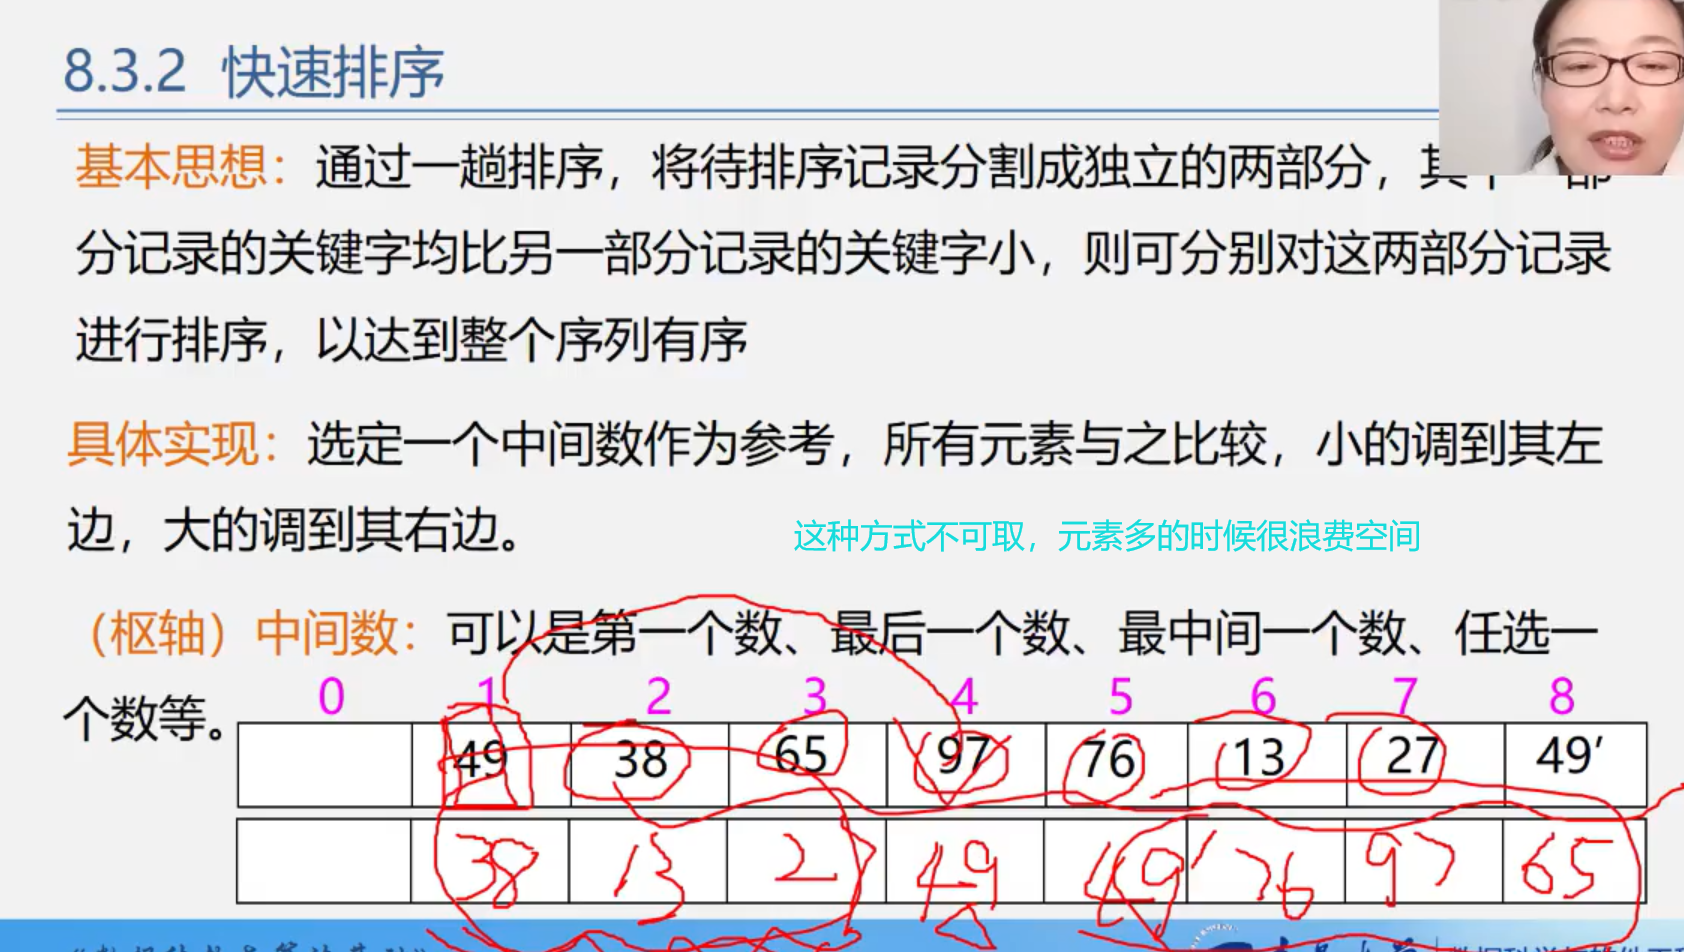 8.3.2 快速排序
基本思想：通过一趟排序，将待排序记录分割成独立的两部分，其中一部
分记录的关键字均比另一部分记录的关键字小，则可分别对这两部分记录
进行排序，以达到整个序列有序
具体实现：选定一个中间数作为参考，所有元素与之比较，小的调到其左
边，大的调到其右边。
这种方式不可取，元素多的时候很浪费空间
（枢轴）中间数：可以是第一个数、最后一个数、最中间一个数、任选一
个数等。
0 1 2 3 4 5 6 7 8
49 38 65 97 76 13 27 49′
38 13 2 49 49′ 76 97 65